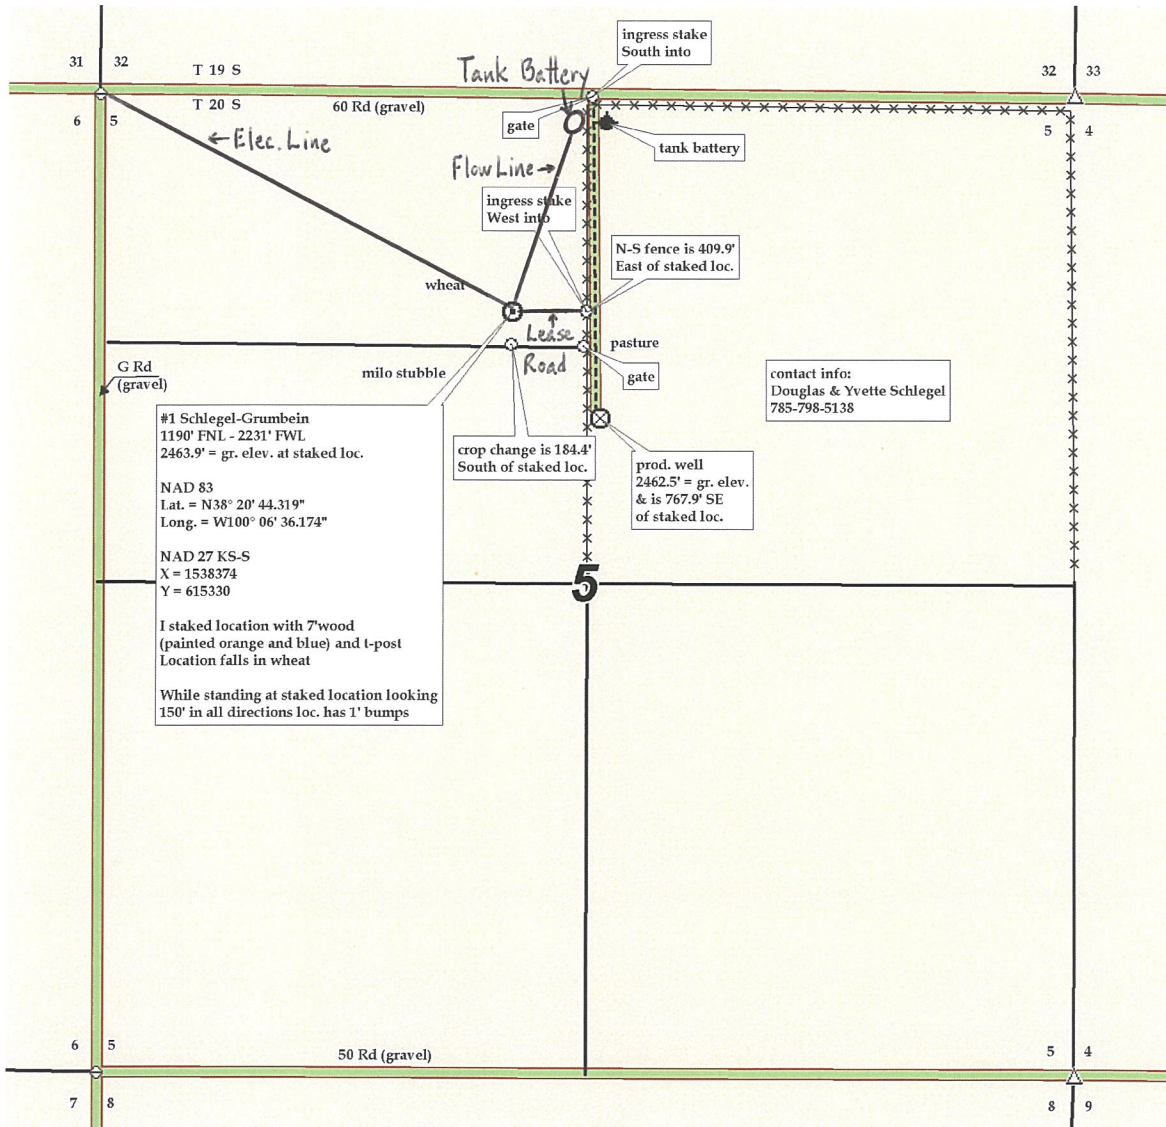 ingress stake
South into
31 32
T 19 S
32 33
Tank Battery
T 20 S
60 Rd (gravel)
6 5
gate
5 4
← Elec. Line
tank battery
Flow Line →
ingress stake
West into
N-S fence is 409.9'
East of staked loc.
wheat
Lease
Road
pasture
milo stubble
gate
G Rd
(gravel)
contact info:
Douglas & Yvette Schlegel
785-798-5138
#1 Schlegel-Grumbein
1190' FNL - 2231' FWL
2463.9' = gr. elev. at staked loc.
NAD 83
Lat. = N38° 20' 44.319"
Long. = W100° 06' 36.174"
NAD 27 KS-S
X = 1538374
Y = 615330
I staked location with 7'wood
(painted orange and blue) and t-post
Location falls in wheat
While standing at staked location looking
150' in all directions loc. has 1' bumps
crop change is 184.4'
South of staked loc.
prod. well
2462.5' = gr. elev.
& is 767.9' SE
of staked loc.
5
6 5
50 Rd (gravel)
5 4
7 8
8 9